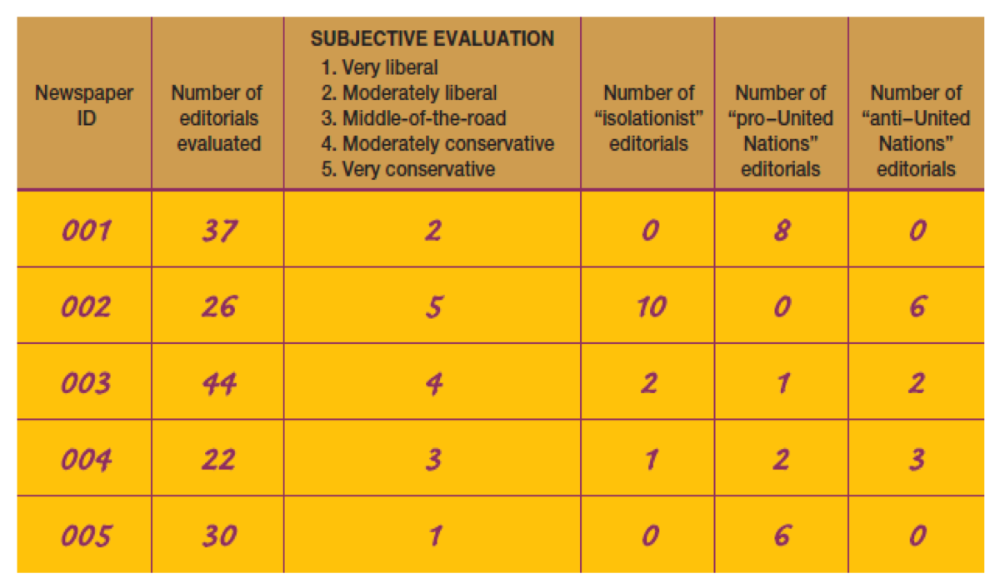 Newspaper
ID
Number of
editorials
evaluated
SUBJECTIVE EVALUATION
1. Very liberal
2. Moderately liberal
3. Middle-of-the-road
4. Moderately conservative
5. Very conservative
Number of
“isolationist”
editorials
Number of
“pro–United
Nations”
editorials
Number of
“anti–United
Nations”
editorials
001 37 2 0 8 0
002 26 5 10 0 6
003 44 4 2 1 2
004 22 3 1 2 3
005 30 1 0 6 0